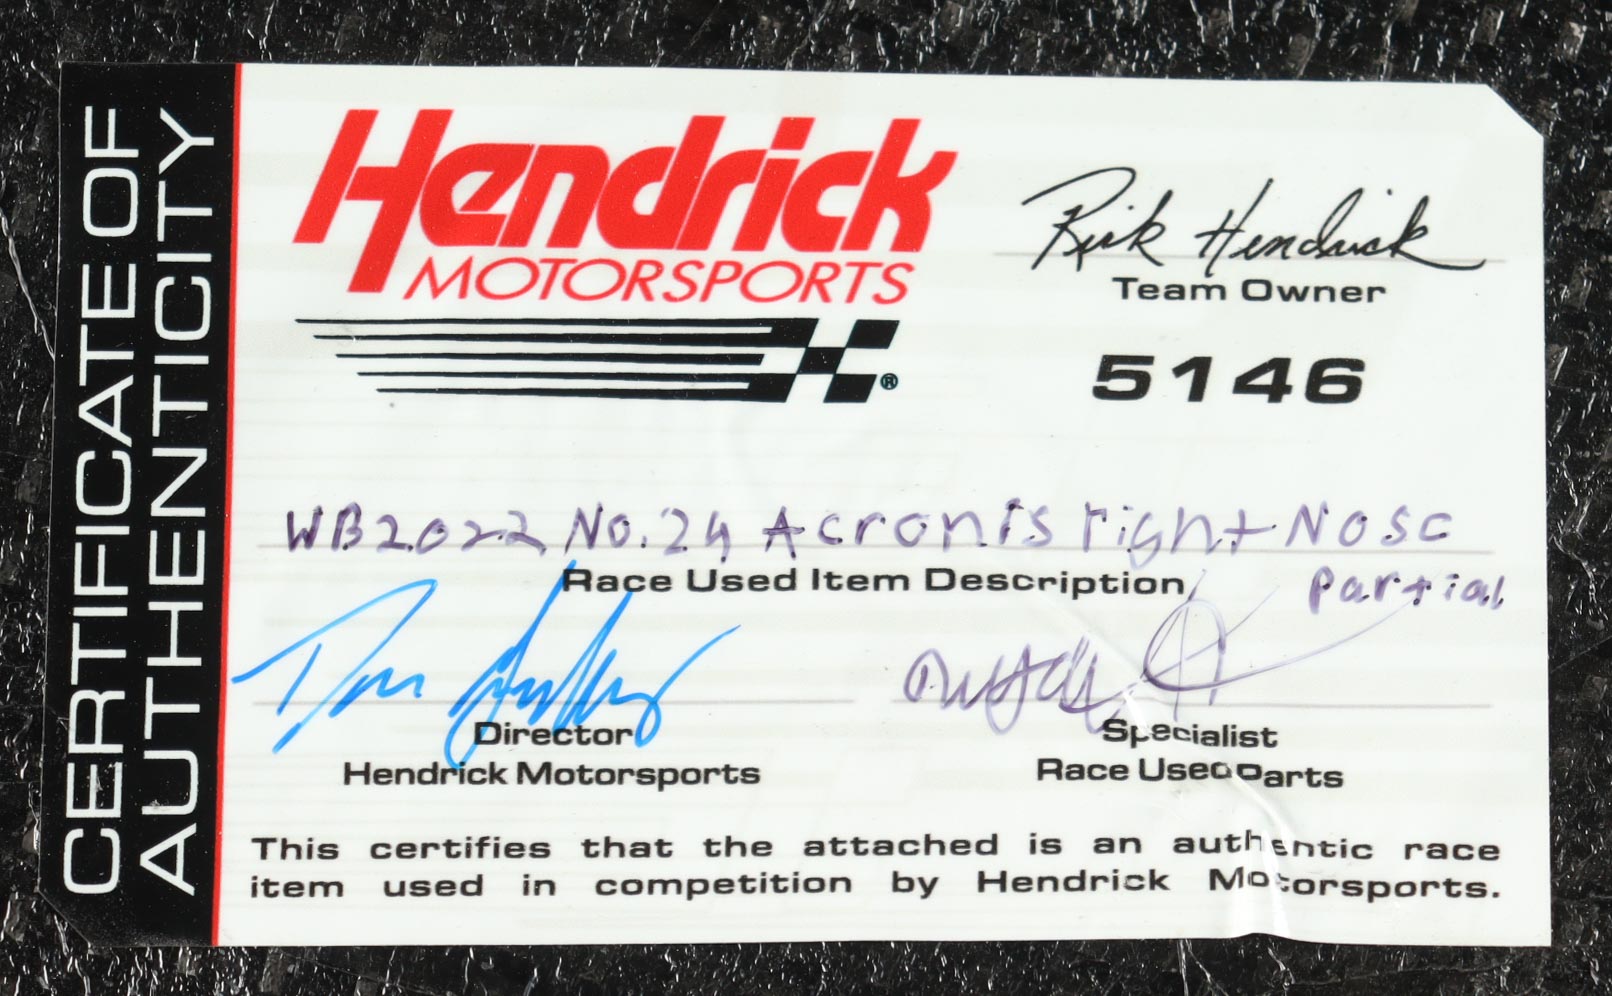 CERTIFICATE OF
AUTHENTICITY
Hendrick
MOTORSPORTS
®
Rick Hendrick
Team Owner
5146
WB2022 No.24 Acronis right Nose
Partial
Race Used Item Description
Director
Hendrick Motorsports
Specialist
Race Used Parts
This certifies that the attached is an authentic race
item used in competition by Hendrick Motorsports.